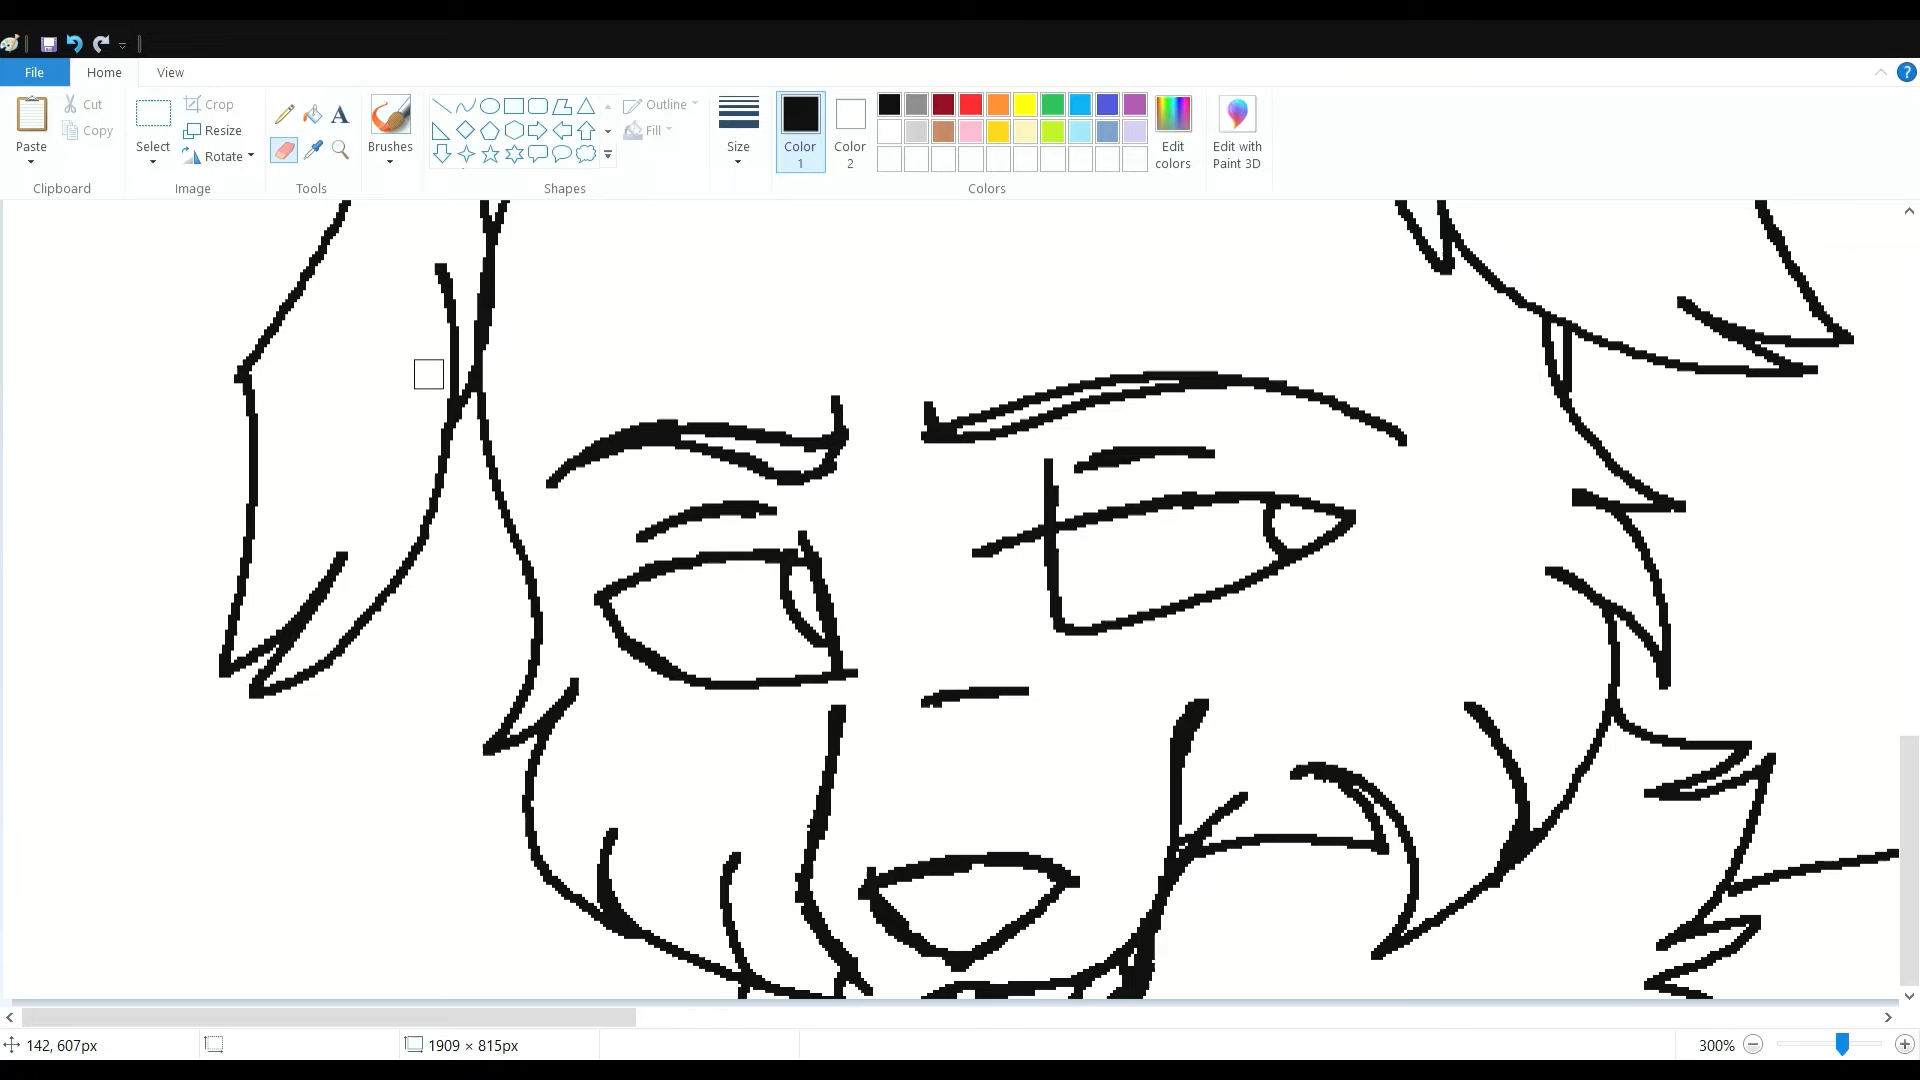 File Home View
Paste
Cut
Copy
Clipboard
Select
Crop
Resize
Rotate
Image
A
Tools
Brushes
Outline
Fill
Shapes
Size
Color
1
Color
2
Edit
colors
Colors
Edit with
Paint 3D
?
142, 607px
1909 × 815px
300%